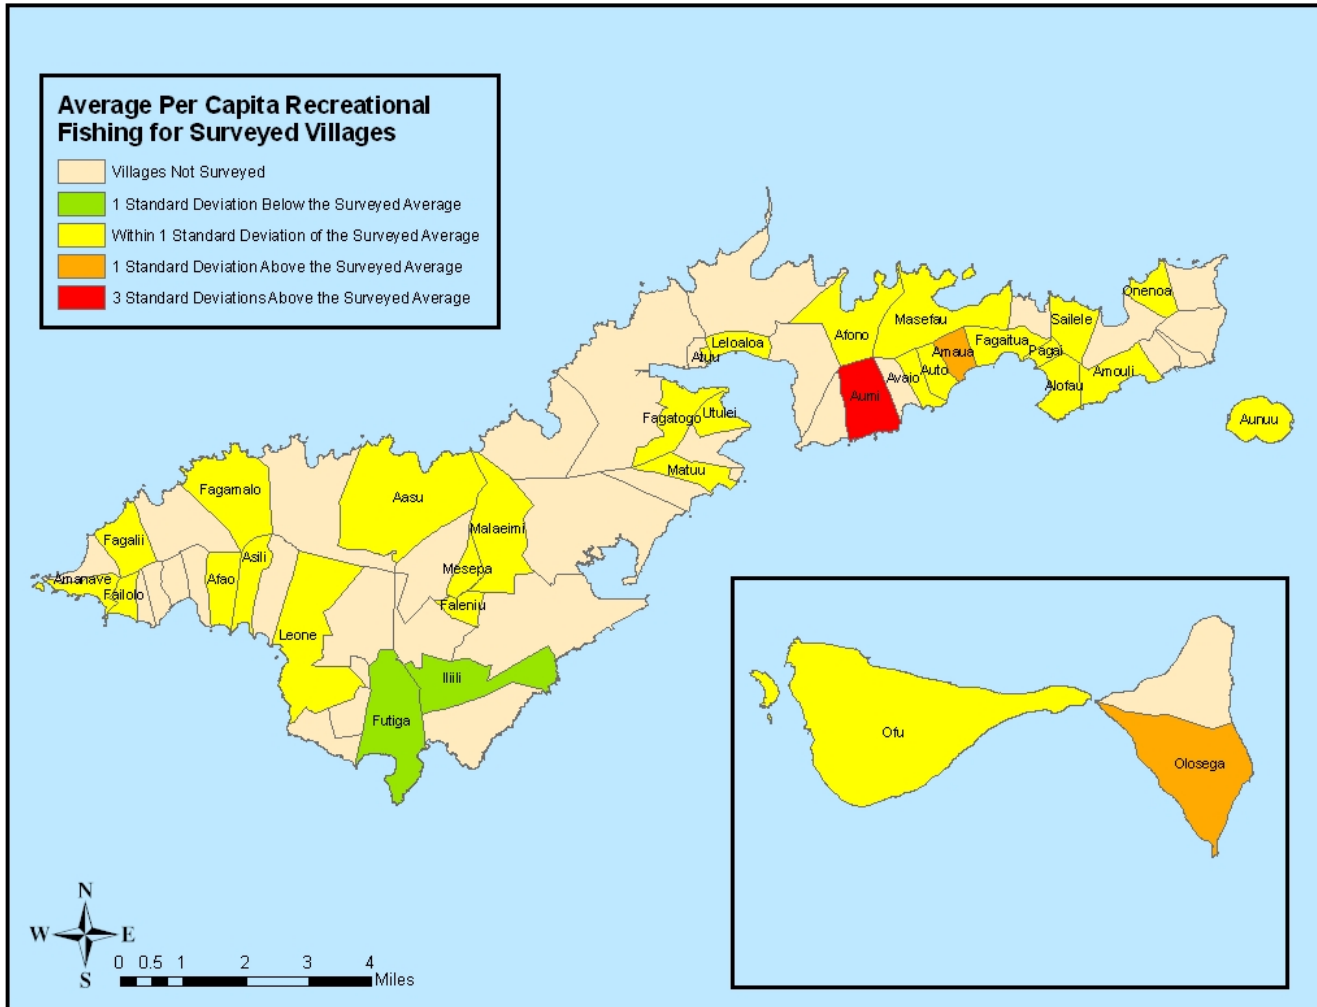 Average Per Capita Recreational
Fishing for Surveyed Villages
Villages Not Surveyed
1 Standard Deviation Below the Surveyed Average
Within 1 Standard Deviation of the Surveyed Average
1 Standard Deviation Above the Surveyed Average
3 Standard Deviations Above the Surveyed Average
Onenoa
Sailele
Masefau
Afono
Leloaloa
Atuu
Amaua
Fagaitua
Pagai
Avaio
Auto
Amouli
Alofau
Aumi
Aunuu
Fagatogo
Utulei
Matuu
Fagamalo
Aasu
Malaeimi
Fagalii
Asili
Mesepa
Amanave
Afao
Failolo
Faleniu
Leone
Iliili
Futiga
Ofu
Olosega
N
W E
S
0 0.5 1 2 3 4
Miles